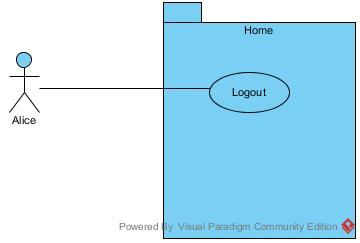 Home
Logout
Alice
Powered By Visual Paradigm Community Edition